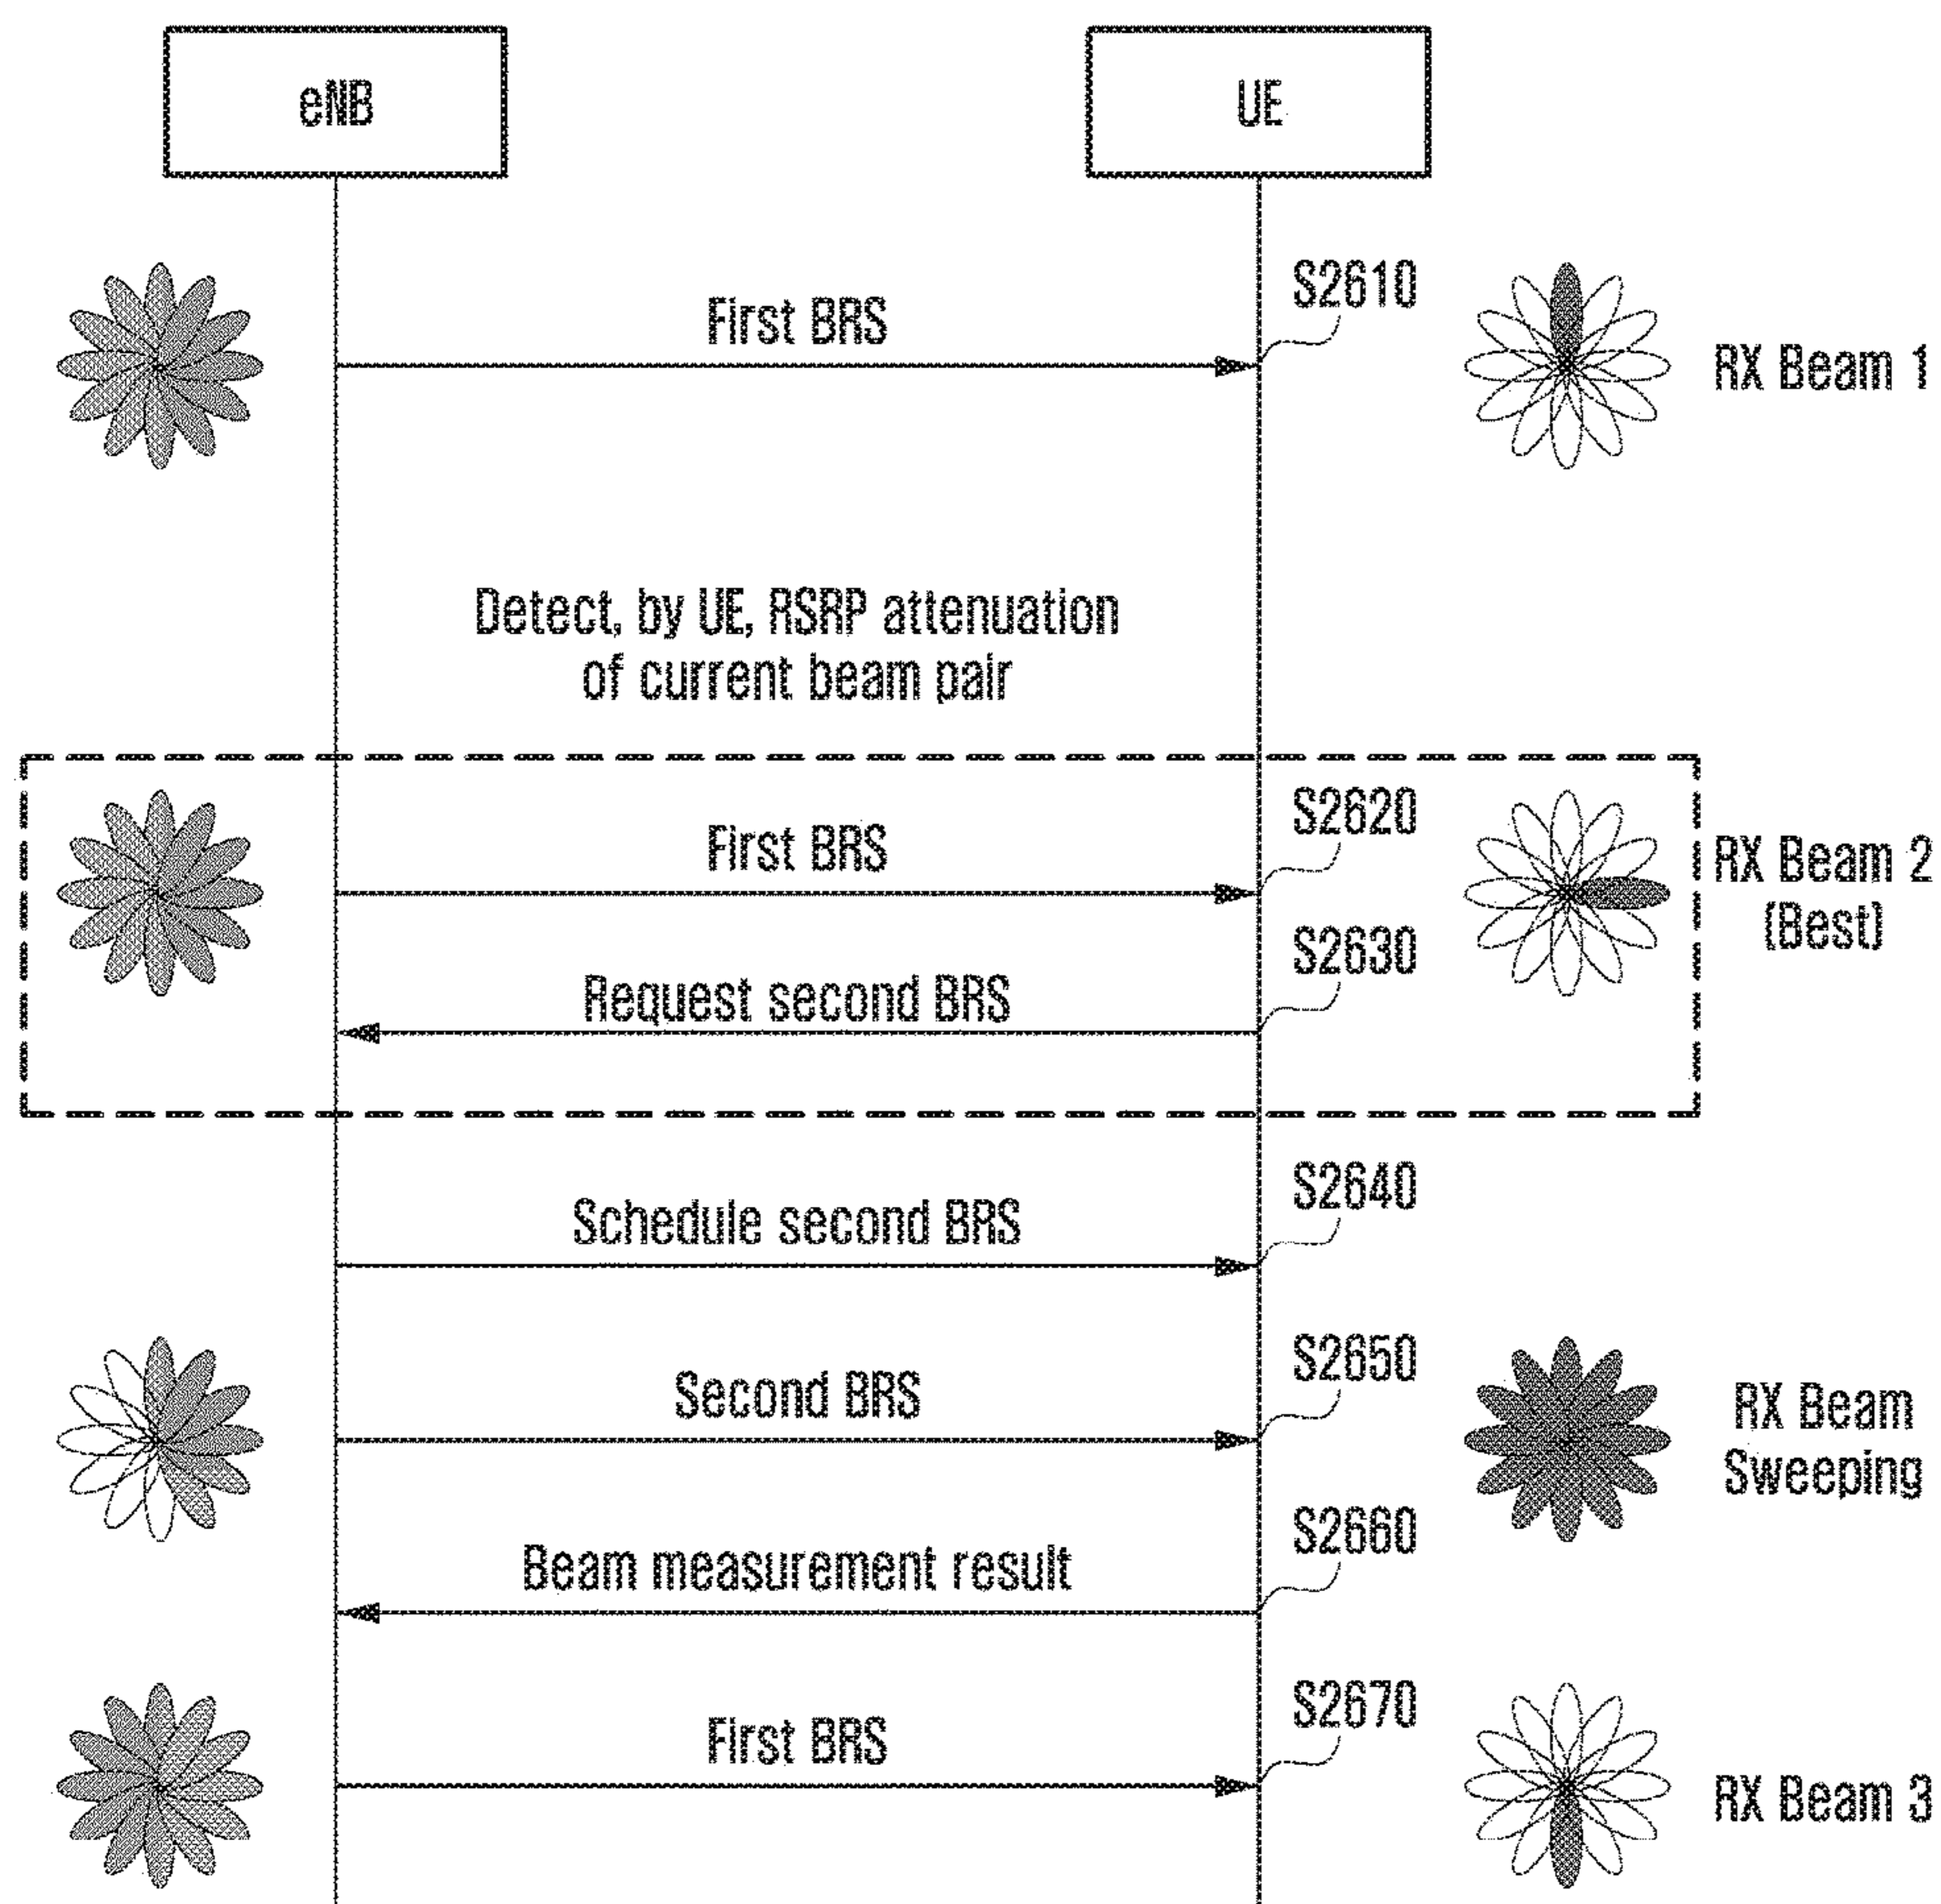 eNB
UE
S2610
First BRS
RX Beam 1
Detect, by UE, RSRP attenuation
of current beam pair
S2620
First BRS
RX Beam 2
(Best)
S2630
Request second BRS
S2640
Schedule second BRS
S2650
Second BRS
RX Beam
Sweeping
S2660
Beam measurement result
S2670
First BRS
RX Beam 3